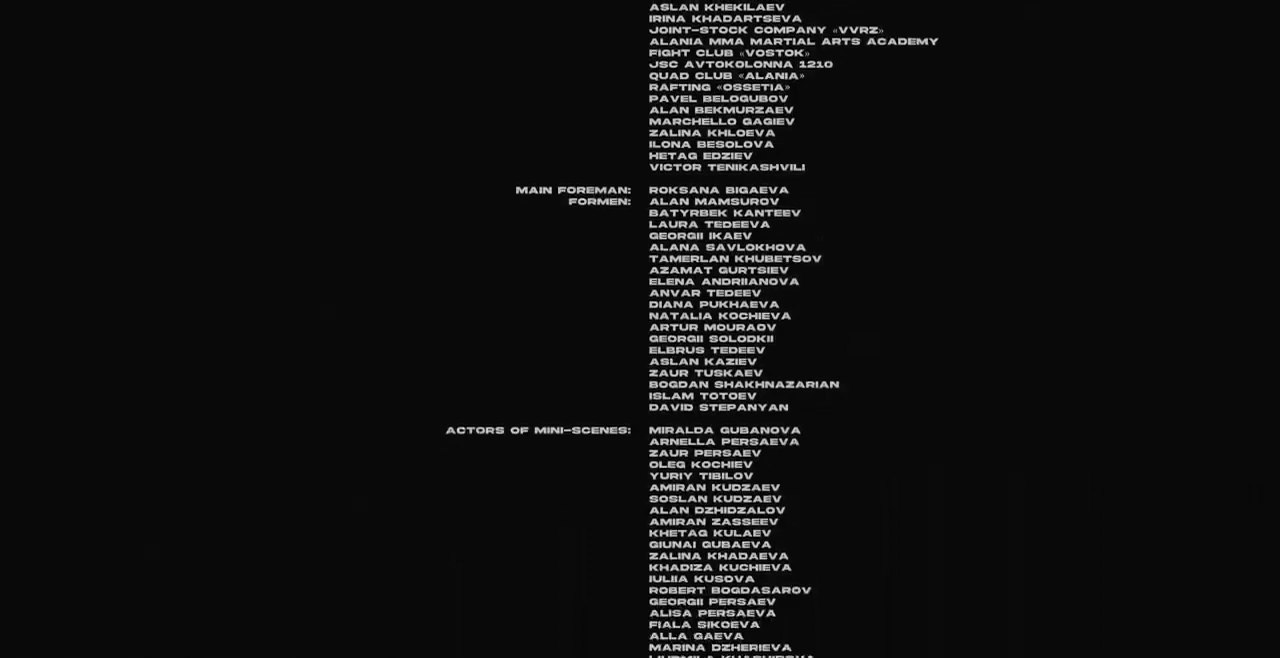 ASLAN KHEKILAEV
IRINA KHADARTSEVA
JOINT-STOCK COMPANY «VVRZ»
ALANIA MMA MARTIAL ARTS ACADEMY
FIGHT CLUB «VOSTOK»
JSC AVTOKOLONNA 1210
QUAD CLUB «ALANIA»
RAFTING «OSSETIA»
PAVEL BELOGUBOV
ALAN BEKMURZAEV
MARCHELLO GAGIEV
ZALINA KHLOEVA
ILONA BESOLOVA
HETAG EDZIEV
VICTOR TENIKASHVILI
MAIN FOREMAN: ROKSANA BIGAEVA
FORMEN: ALAN MAMSUROV
BATYRBEK KANTEEV
LAURA TEDEEVA
GEORGII IKAEV
ALANA SAVLOKHOVA
TAMERLAN KHUBETSOV
AZAMAT GURTSIEV
ELENA ANDRIIANOVA
ANVAR TEDEEV
DIANA PUKHAEVA
NATALIA KOCHIEVA
ARTUR MOURAOV
GEORGII SOLODKII
ELBRUS TEDEEV
ASLAN KAZIEV
ZAUR TUSKAEV
BOGDAN SHAKHNAZARIAN
ISLAM TOTOEV
DAVID STEPANYAN
ACTORS OF MINI-SCENES: MIRALDA GUBANOVA
ARNELLA PERSAEVA
ZAUR PERSAEV
OLEG KOCHIEV
YURIY TIBILOV
AMIRAN KUDZAEV
SOSLAN KUDZAEV
ALAN DZHIDZALOV
AMIRAN ZASSEEV
KHETAG KULAEV
GIUNAI GUBAEVA
ZALINA KHADAEVA
KHADIZA KUCHIEVA
IULIIA KUSOVA
ROBERT BOGDASAROV
GEORGII PERSAEV
ALISA PERSAEVA
FIALA SIKOEVA
ALLA GAEVA
MARINA DZHERIEVA